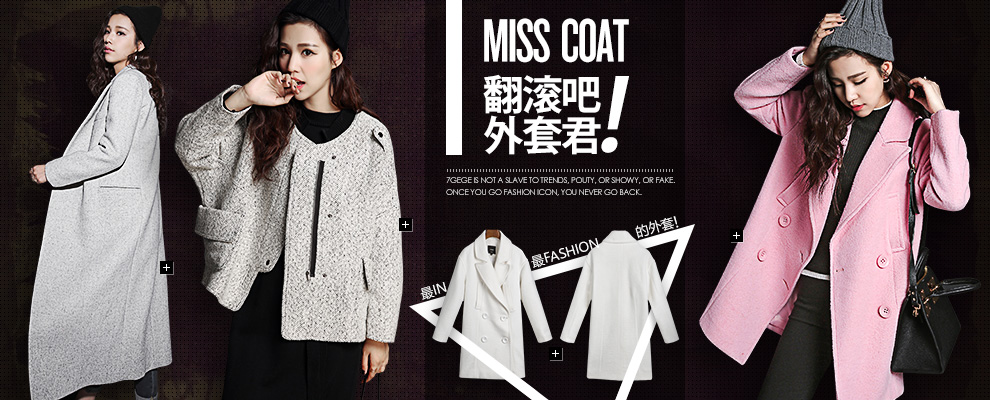 MISS COAT
翻滚吧
外套君!
7GEGE IS NOT A SLAVE TO TRENDS, POUTY, OR SHOWY, OR FAKE.
ONCE YOU GO FASHION ICON, YOU NEVER GO BACK.
最IN 最FASHION 的外套!